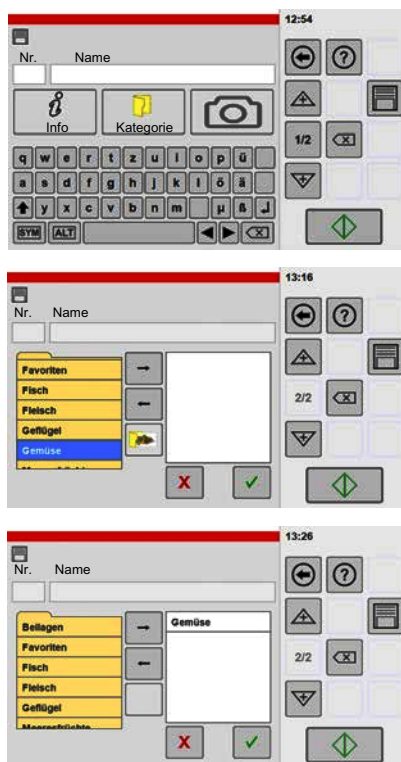 12:54
Nr. Name
Info Kategorie
1/2
q w e r t z u i o p ü
a s d f g h j k l ö ä
y x c v b n m µ ß
SYM ALT
13:16
Nr. Name
Favoriten
Fisch
Fleisch
Geflügel
Gemüse
2/2
X
13:26
Nr. Name
Beilagen
Gemüse
Favoriten
Fisch
Fleisch
Geflügel
Meeresfrüchte
2/2
X